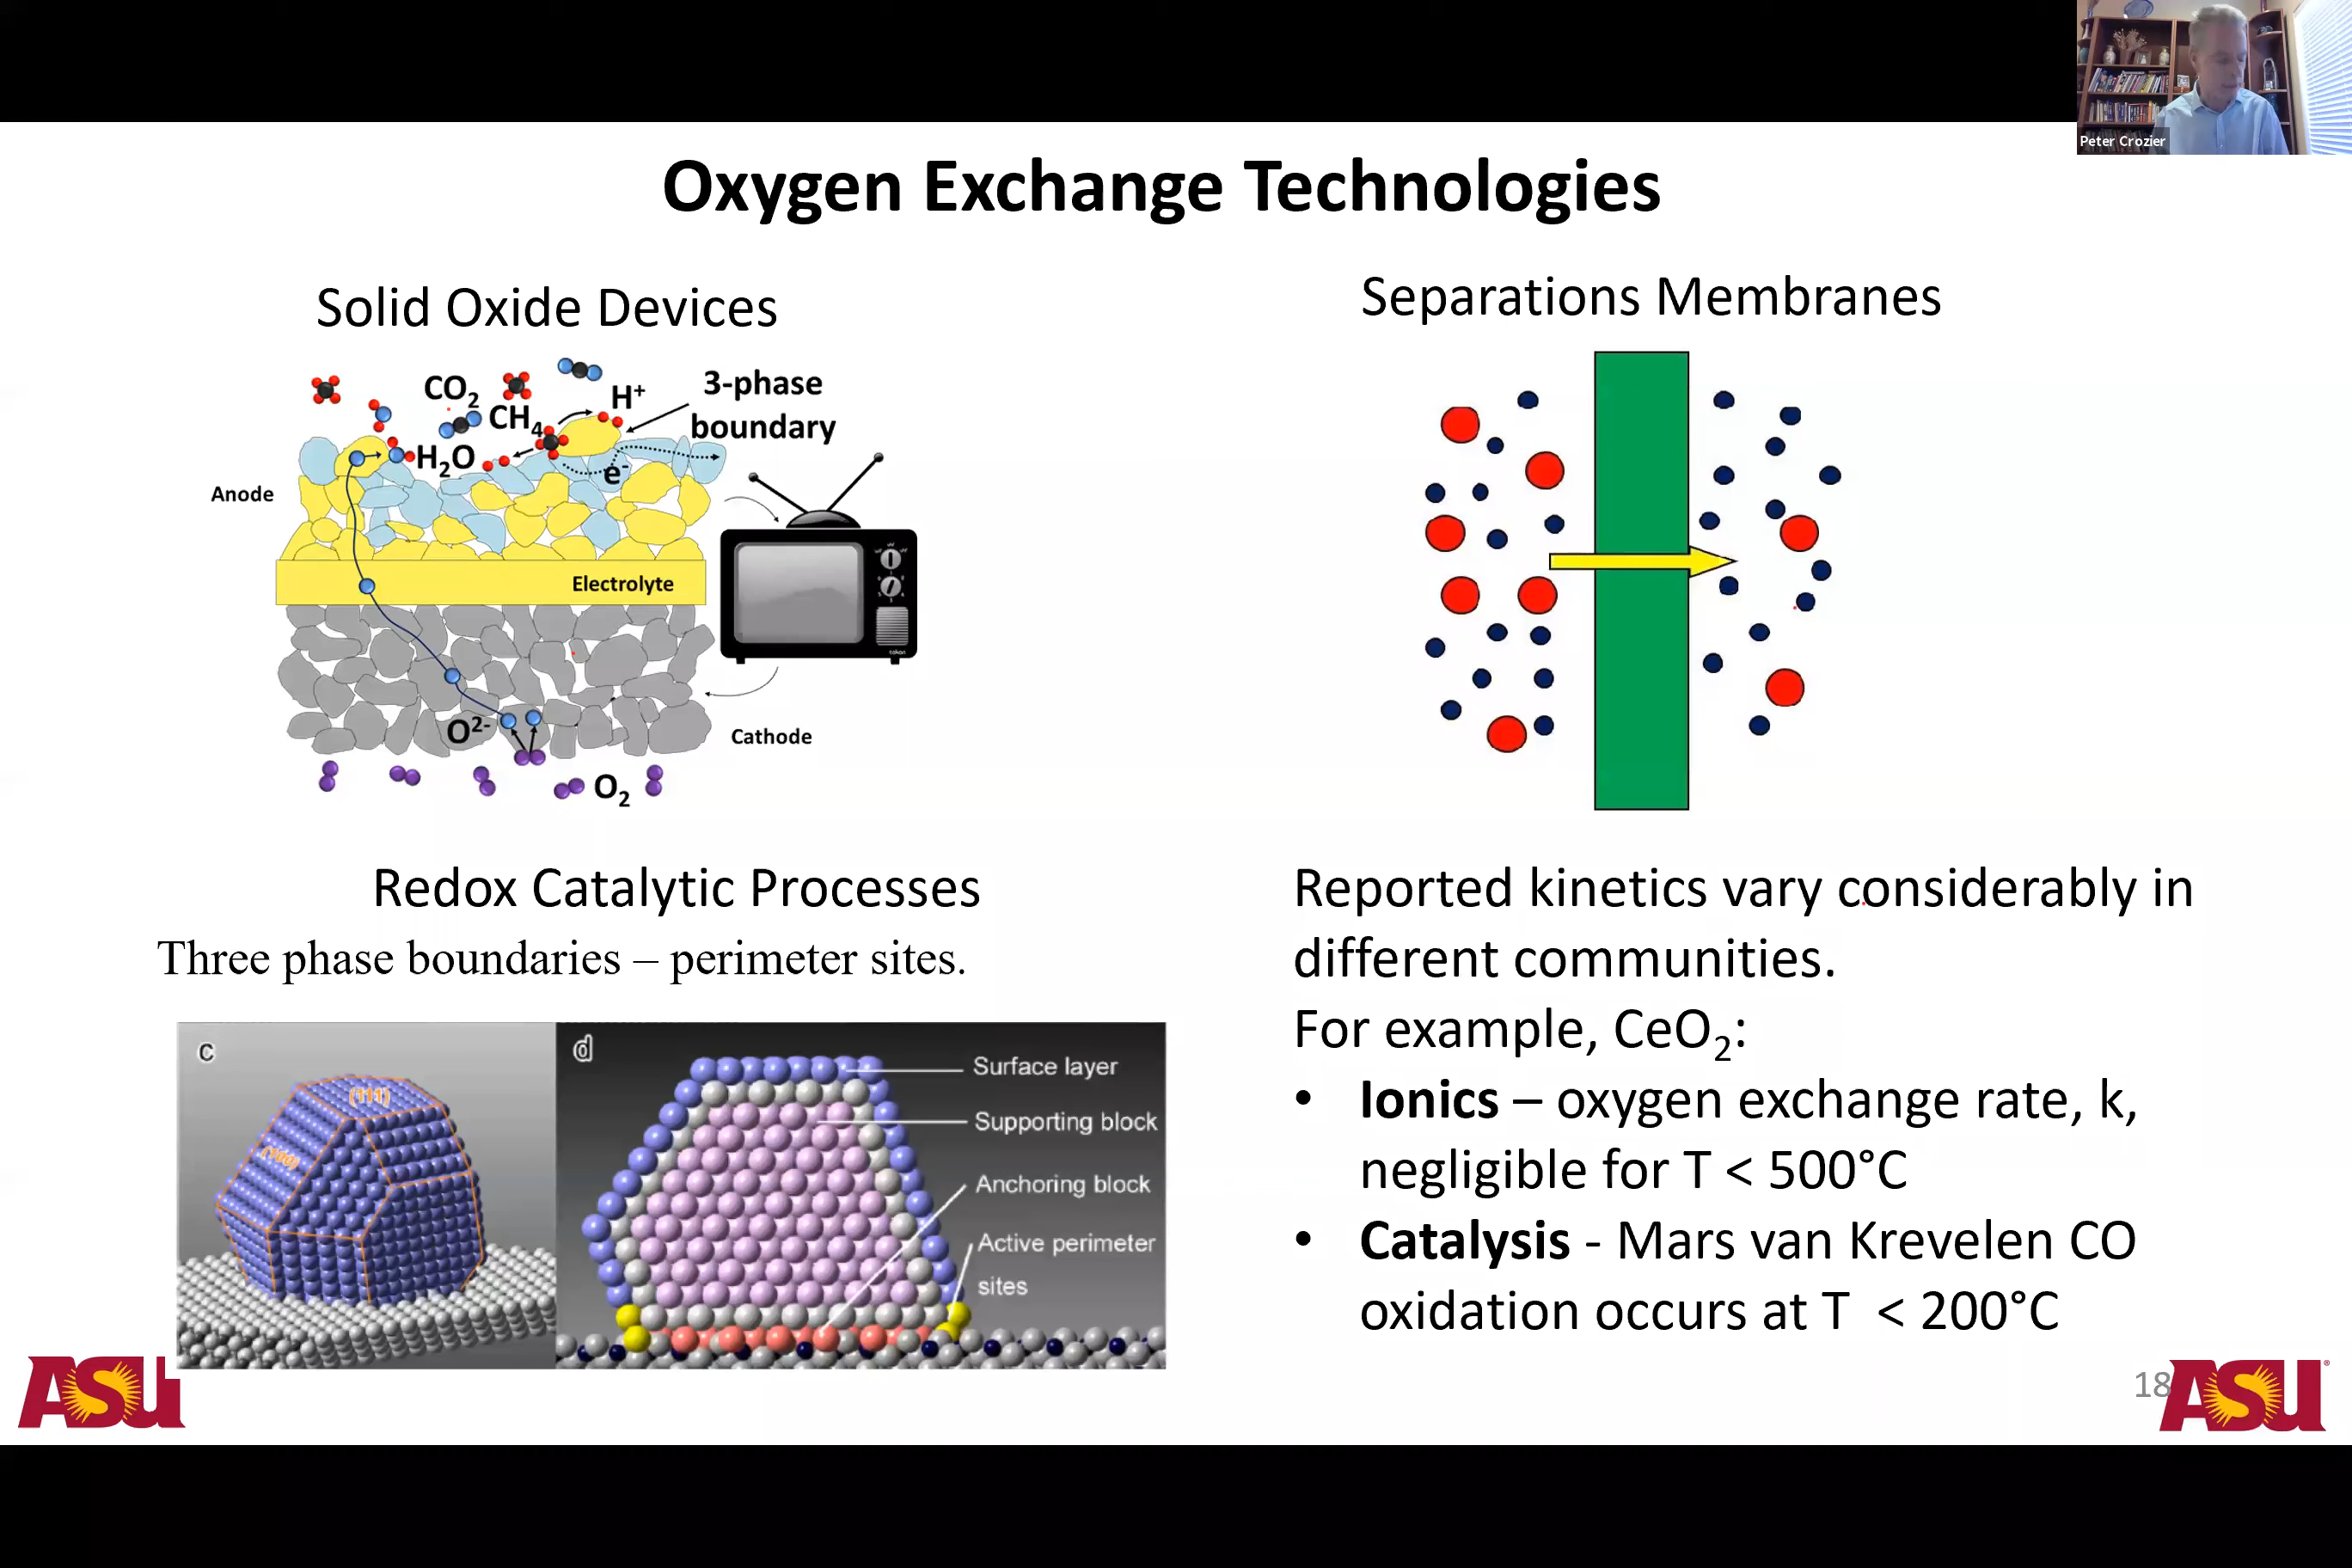 Peter Crozier
Oxygen Exchange Technologies
Solid Oxide Devices
CO₂
CH₄
H⁺
3-phase
boundary
H₂O
e⁻
Anode
Electrolyte
O²⁻
Cathode
O₂
Separations Membranes
Redox Catalytic Processes
Three phase boundaries – perimeter sites.
c
(111)
(100)
d
Surface layer
Supporting block
Anchoring block
Active perimeter
sites
Reported kinetics vary considerably in
different communities.
For example, CeO₂:
• Ionics – oxygen exchange rate, k,
negligible for T < 500°C
• Catalysis - Mars van Krevelen CO
oxidation occurs at T < 200°C
ASU
18
ASU